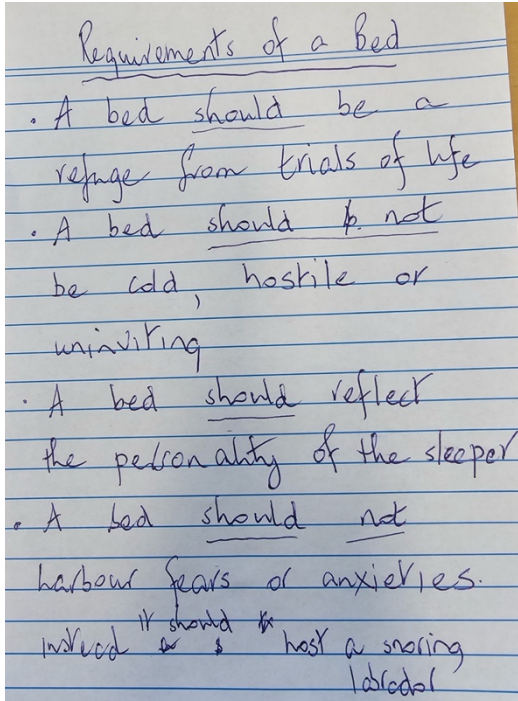 Requirements of a Bed
. A bed should be a
refuge from trials of life
. A bed should not
be cold, hostile or
uninviting
. A bed should reflect
the personality of the sleeper
. A bed should not
harbour fears or anxieties.
instead it should host a snoring
labrador